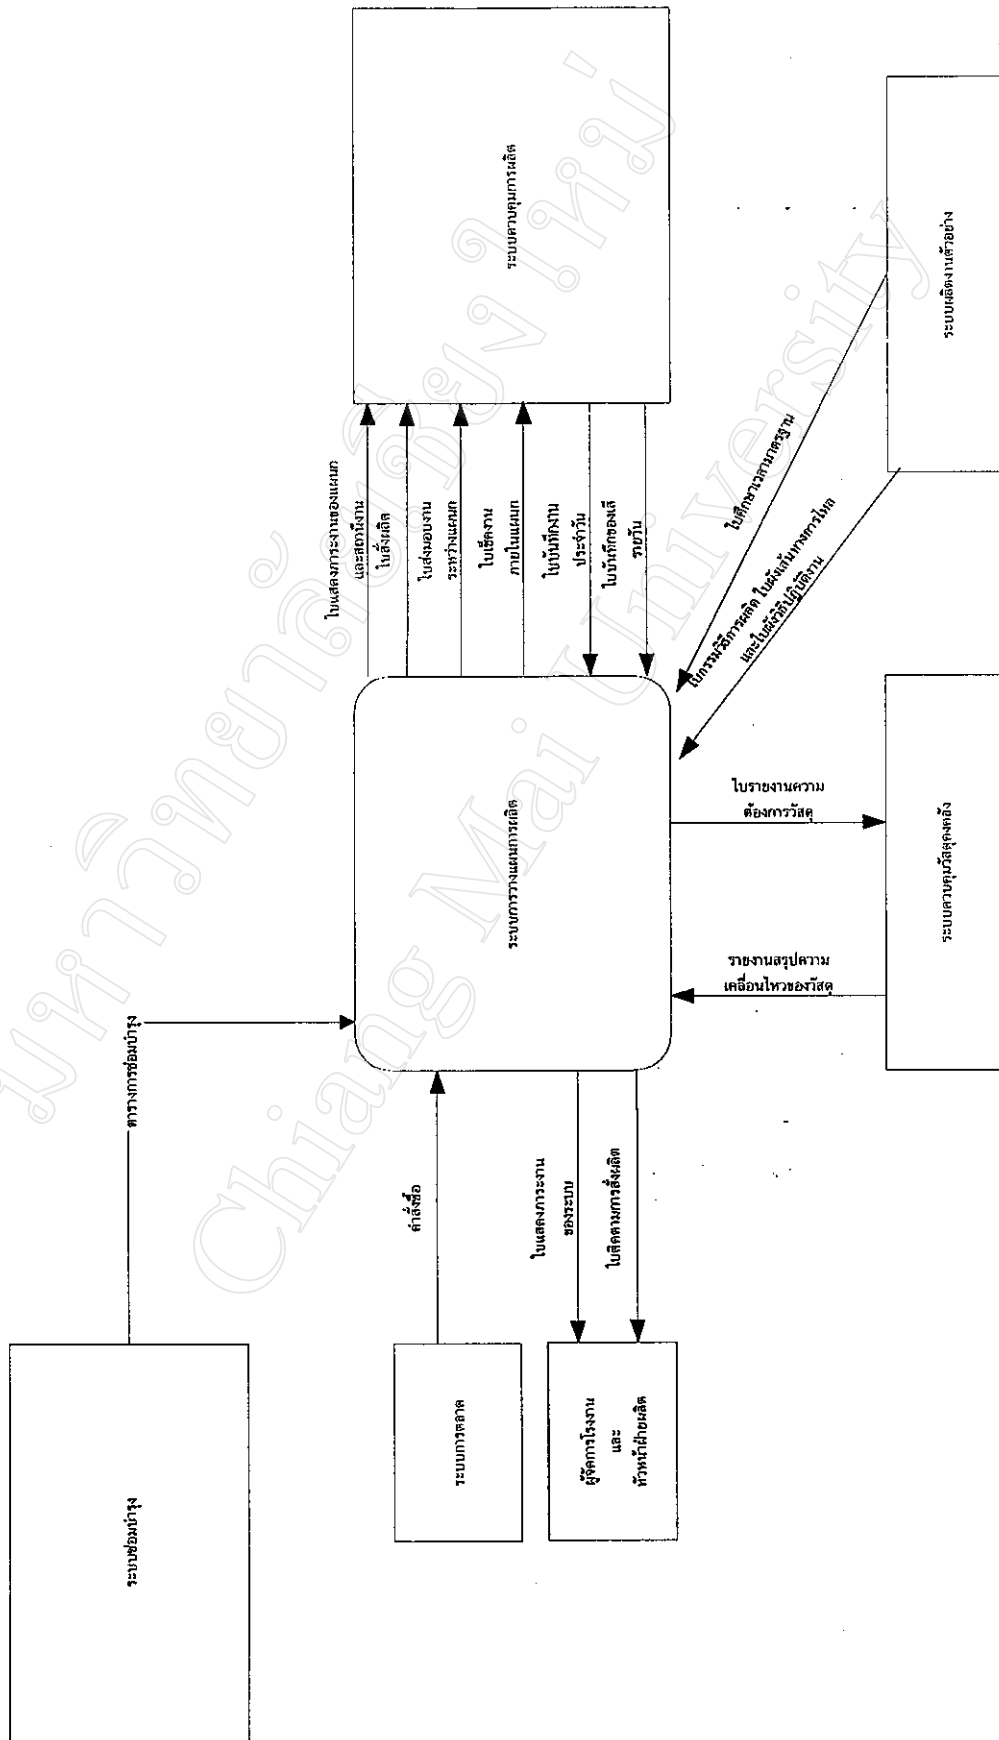 ระบบซ่อมบำรุง
ตารางการซ่อมบำรุง
ระบบการตลาด
คำสั่งซื้อ
ผู้จัดการโรงงาน
และ
หัวหน้าฝ่ายผลิต
ใบแสดงภาระงาน
ของระบบ
ใบติดตามการสั่งผลิต
ระบบการวางแผนการผลิต
ใบแสดงภาระงานของแผนก
และสถานีงาน
ใบสั่งผลิต
ใบส่งมอบงาน
ระหว่างแผนก
ใบเช็คงาน
ภายในแผนก
ใบบันทึกงาน
ประจำวัน
ใบบันทึกของเสี
รายวัน
ระบบควบคุมการผลิต
ใบศึกษาเวลามาตรฐาน
ใบกรรมวิธีการผลิต ใบผังเส้นทางการไหล
และใบผังวิธีปฏิบัติงาน
ระบบผลิตงานตัวอย่าง
ใบรายงานความ
ต้องการวัสดุ
รายงานสรุปความ
เคลื่อนไหวของวัสดุ
ระบบควบคุมวัสดุคงคลัง
มหาวิทยาลัยเชียงใหม่
Chiang Mai University